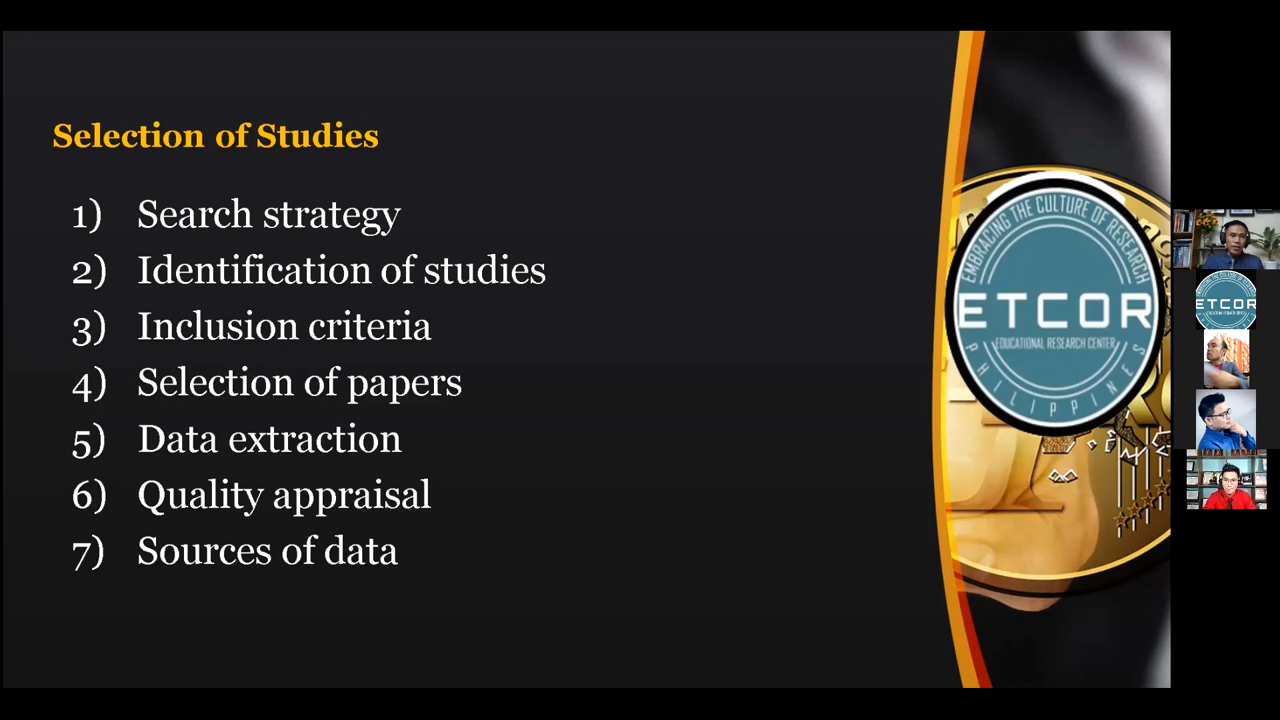 Selection of Studies
1) Search strategy
2) Identification of studies
3) Inclusion criteria
4) Selection of papers
5) Data extraction
6) Quality appraisal
7) Sources of data
EMBRACING THE CULTURE OF RESEARCH
ETCOR
EDUCATIONAL RESEARCH CENTER
PHILIPPINES
ETCOR